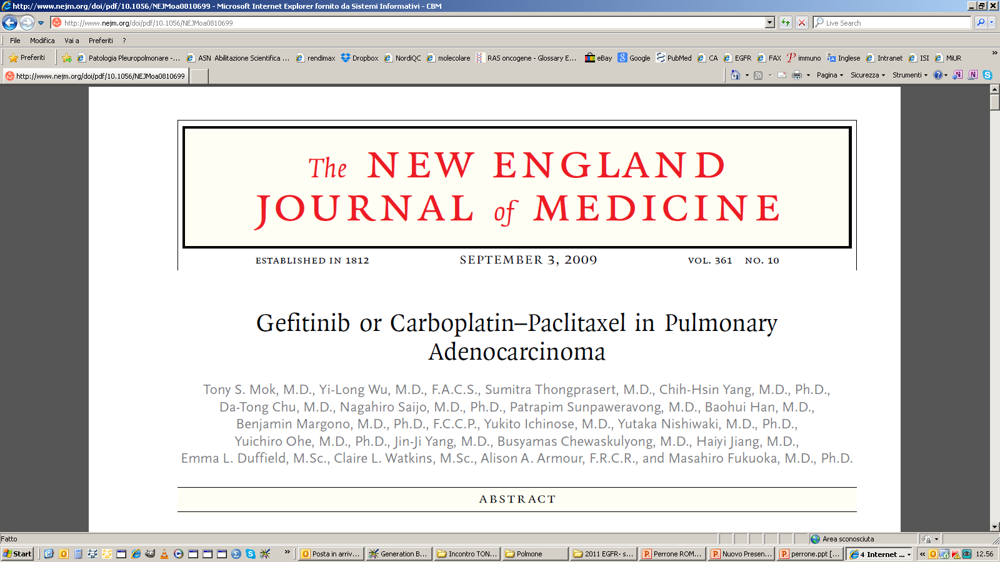 http://www.nejm.org/doi/pdf/10.1056/NEJMoa0810699 - Microsoft Internet Explorer fornito da Sistemi Informativi - CBM
http://www.nejm.org/doi/pdf/10.1056/NEJMoa0810699
Live Search
File Modifica Vai a Preferiti ?
Preferiti Patologia Pleuropolmonare -... ASN Abilitazione Scientifica ... rendimax Dropbox NordiQC molecolare RAS oncogene - Glossary E... eBay Google PubMed CA EGFR FAX immuno Inglese Intranet ISI MiUR »
http://www.nejm.org/doi/pdf/10.1056/NEJMoa0810699 Pagina Sicurezza Strumenti
The NEW ENGLAND
JOURNAL of MEDICINE
ESTABLISHED IN 1812 SEPTEMBER 3, 2009 VOL. 361 NO. 10
Gefitinib or Carboplatin–Paclitaxel in Pulmonary
Adenocarcinoma
Tony S. Mok, M.D., Yi-Long Wu, M.D., F.A.C.S., Sumitra Thongprasert, M.D., Chih-Hsin Yang, M.D., Ph.D.,
Da-Tong Chu, M.D., Nagahiro Saijo, M.D., Ph.D., Patrapim Sunpaweravong, M.D., Baohui Han, M.D.,
Benjamin Margono, M.D., Ph.D., F.C.C.P., Yukito Ichinose, M.D., Yutaka Nishiwaki, M.D., Ph.D.,
Yuichiro Ohe, M.D., Ph.D., Jin-Ji Yang, M.D., Busyamas Chewaskulyong, M.D., Haiyi Jiang, M.D.,
Emma L. Duffield, M.Sc., Claire L. Watkins, M.Sc., Alison A. Armour, F.R.C.R., and Masahiro Fukuoka, M.D., Ph.D.
ABSTRACT
Fatto Area sconosciuta
Start » Posta in arriv... Generation B... Incontro TON... Polmone 2011 EGFR- s... Perrone ROM... Nuovo Presen... perrone.ppt [... 4 Internet ... « 12.56